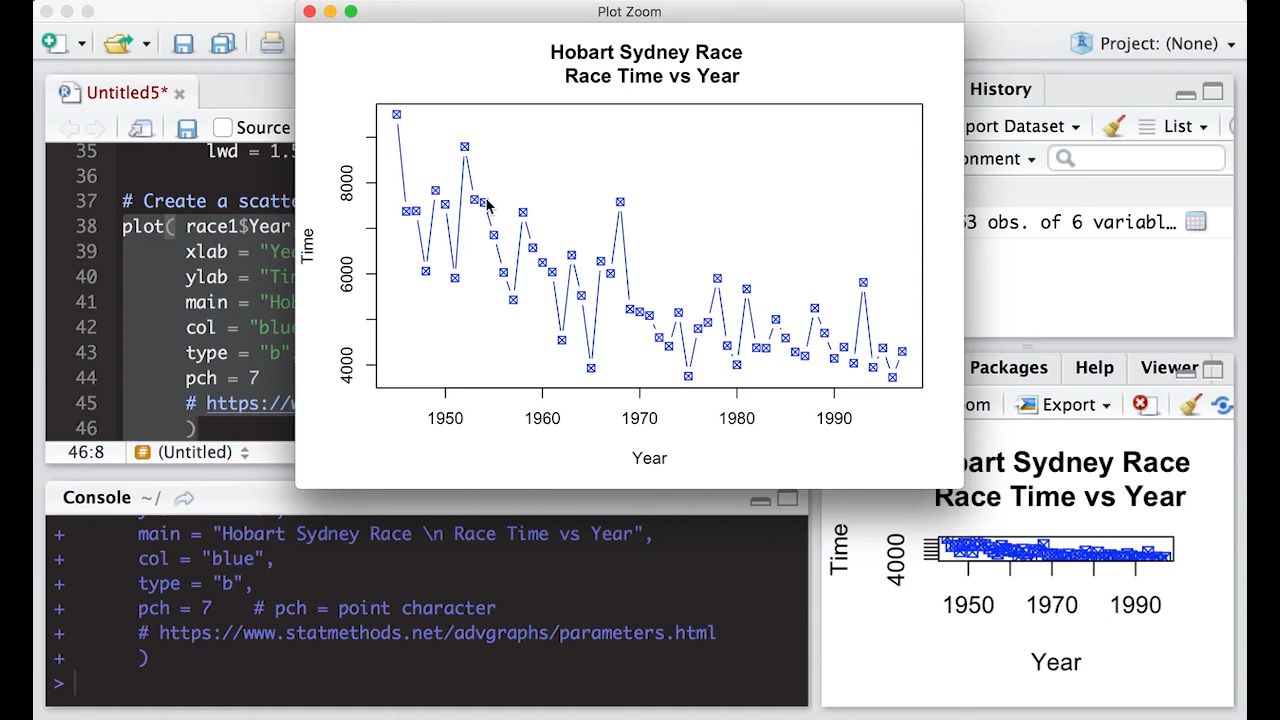 Plot Zoom
Project: (None)
Untitled5*
Source
35 lwd = 1.5
36
37 # Create a scatte
38 plot( race1$Year
39 xlab = "Yea
40 ylab = "Tim
41 main = "Hob
42 col = "blue
43 type = "b"
44 pch = 7
45 # https://w
46 )
46:8 # (Untitled)
Hobart Sydney Race
Race Time vs Year
Time
8000
6000
4000
1950 1960 1970 1980 1990
Year
History
port Dataset List
onment
53 obs. of 6 variabl…
Packages Help Viewer
om Export
bart Sydney Race
Race Time vs Year
Time
4000
1950 1970 1990
Year
Console ~/
+ main = "Hobart Sydney Race \n Race Time vs Year",
+ col = "blue",
+ type = "b",
+ pch = 7 # pch = point character
+ # https://www.statmethods.net/advgraphs/parameters.html
+ )
>